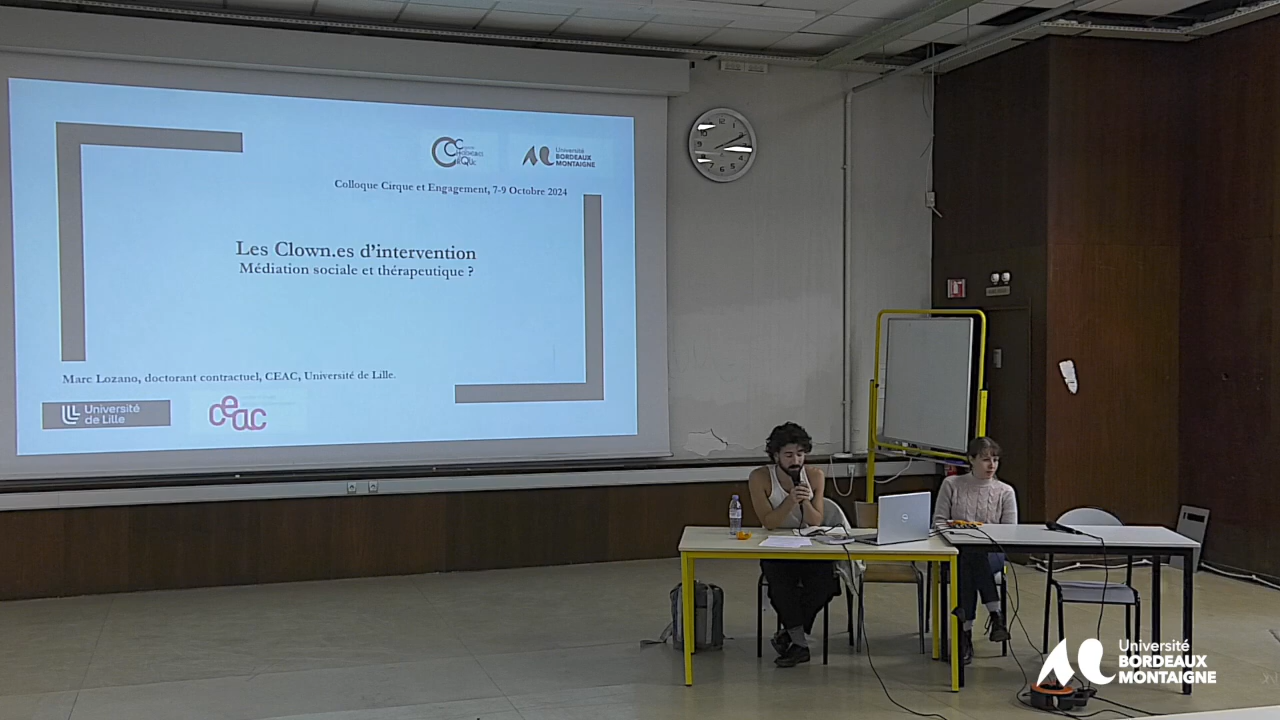 Université
BORDEAUX
MONTAIGNE
Colloque Cirque et Engagement, 7-9 Octobre 2024
Les Clown.es d'intervention
Médiation sociale et thérapeutique ?
Marc Lozano, doctorant contractuel, CEAC, Université de Lille.
Université
de Lille
ceac
Université
BORDEAUX
MONTAIGNE